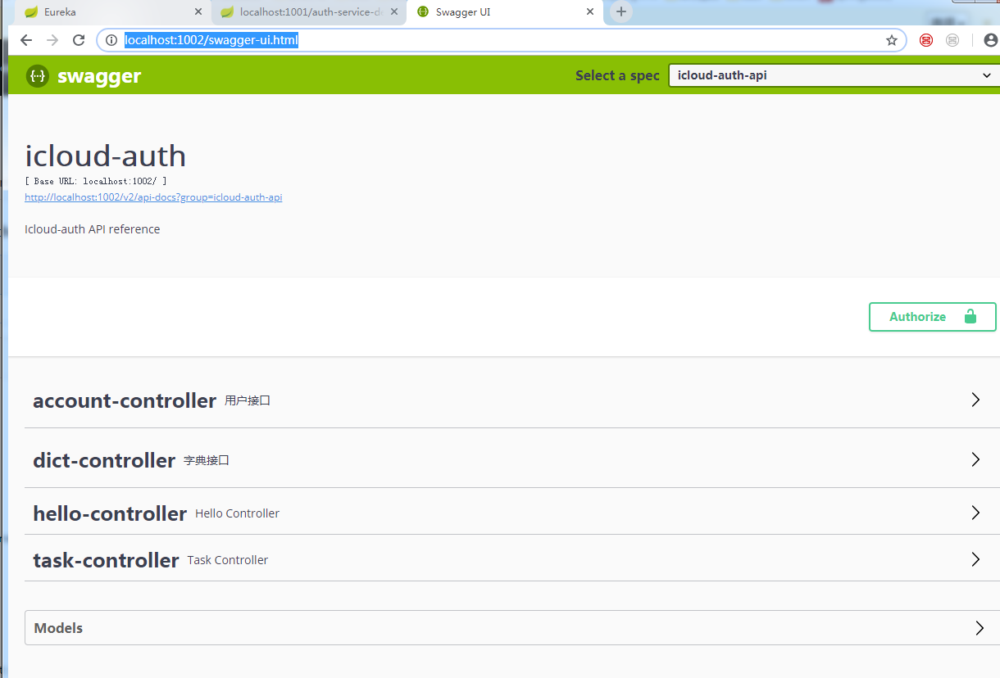 Eureka
localhost:1001/auth-service-de
Swagger UI
localhost:1002/swagger-ui.html
{··} swagger
Select a spec
icloud-auth-api
icloud-auth
[ Base URL: localhost:1002/ ]
http://localhost:1002/v2/api-docs?group=icloud-auth-api
Icloud-auth API reference
Authorize
account-controller 用户接口
dict-controller 字典接口
hello-controller Hello Controller
task-controller Task Controller
Models